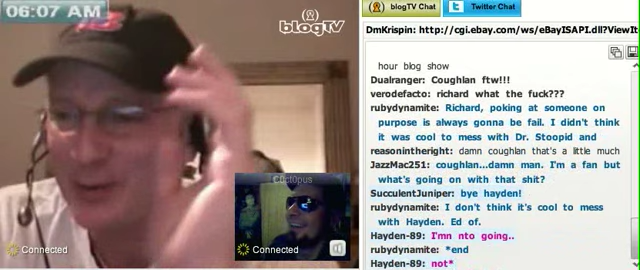 06:07 AM
blogTV
C0ct0pus
Connected
Connected
blogTV Chat
Twitter Chat
DmKrispin: http://cgi.ebay.com/ws/eBayISAPI.dll?ViewIt
hour blog show
Dualranger: Coughlan ftw!!!
verodefacto: richard what the fuck???
rubydynamite: Richard, poking at someone on
purpose is always gonna be fail. I didn't think
it was cool to mess with Dr. Stoopid and
reasonintheright: damn coughlan that's a little much
JazzMac251: coughlan...damn man. I'm a fan but
what's going on with that shit?
SucculentJuniper: bye hayden!
rubydynamite: I don't think it's cool to mess
with Hayden. Ed of.
Hayden-89: I'mn nto going..
rubydynamite: *end
Hayden-89: not*